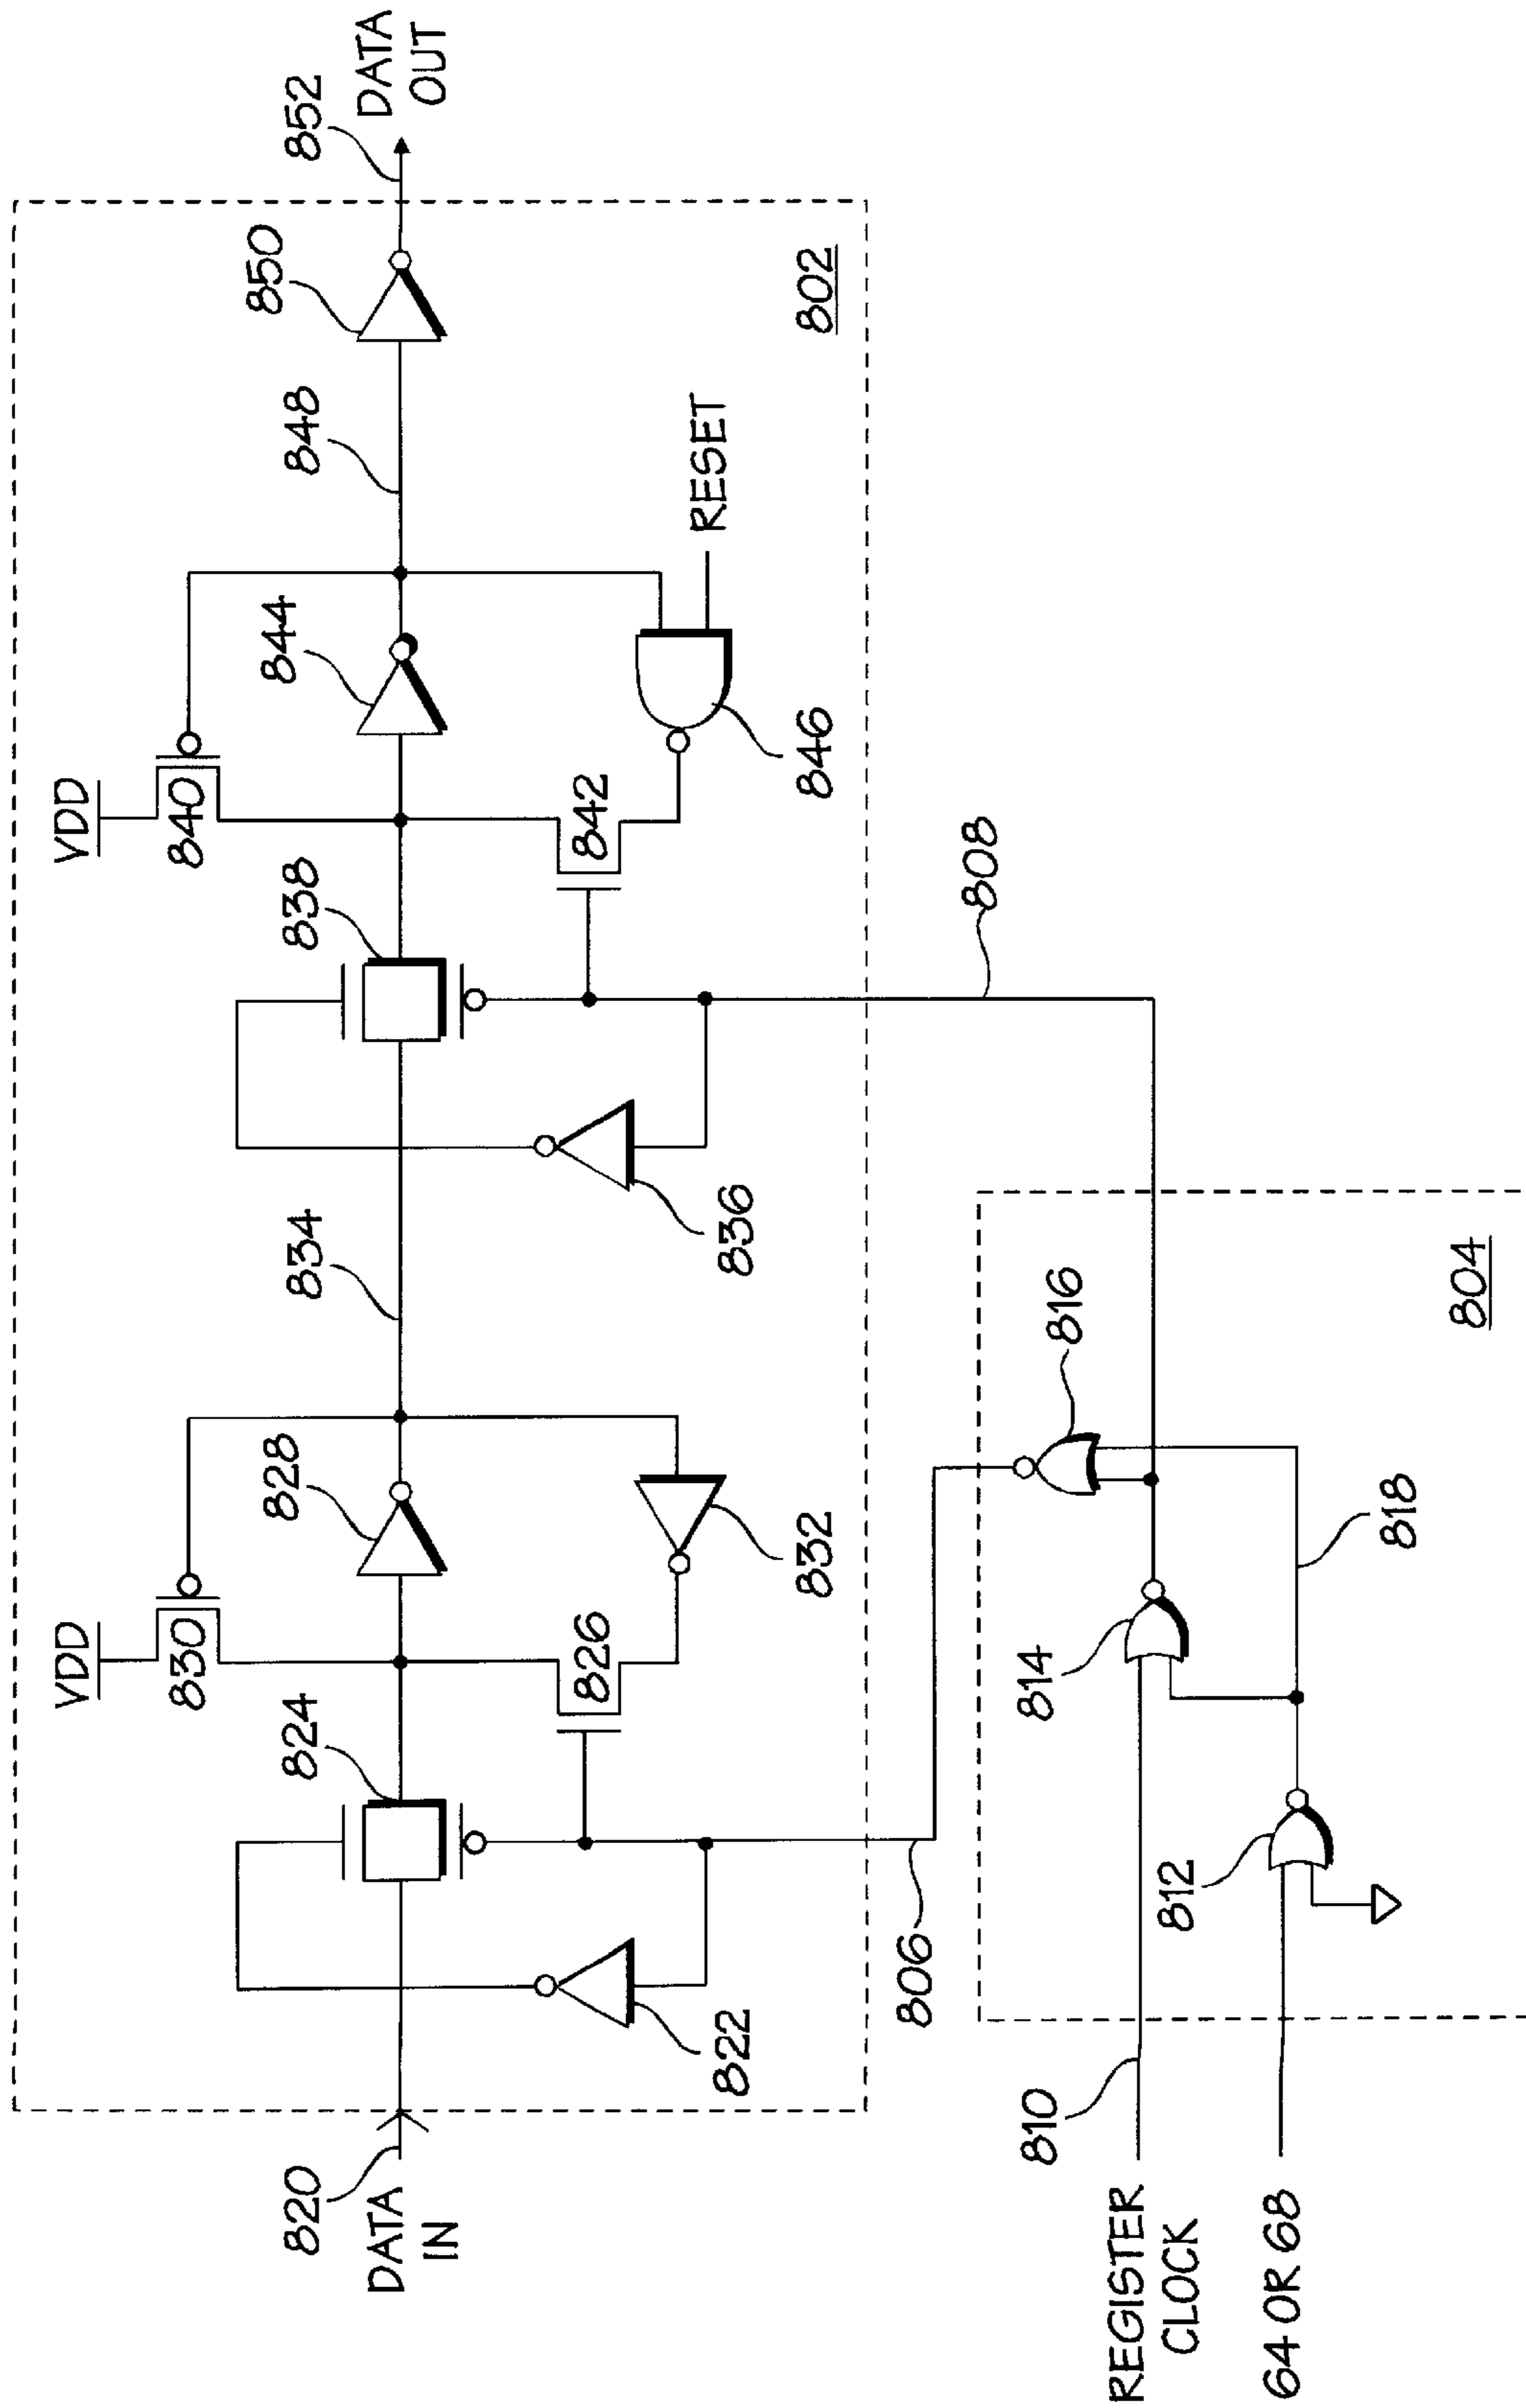 VDD
VDD
830
840
820
824
828
834
838
844
848
850
852
DATA
IN
DATA
OUT
826
842
RESET
822
832
836
846
802
806
808
810
REGISTER
CLOCK
814
816
812
64 OR 68
818
804